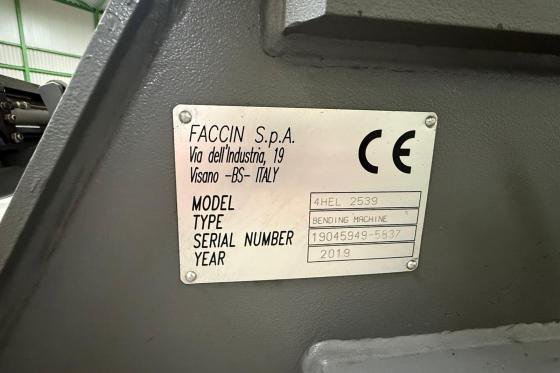 FACCIN S.p.A.
Via dell'Industria, 19
Visano -BS- ITALY
CE
MODEL 4HEL 2539
TYPE BENDING MACHINE
SERIAL NUMBER 19045949-5837
YEAR 2019